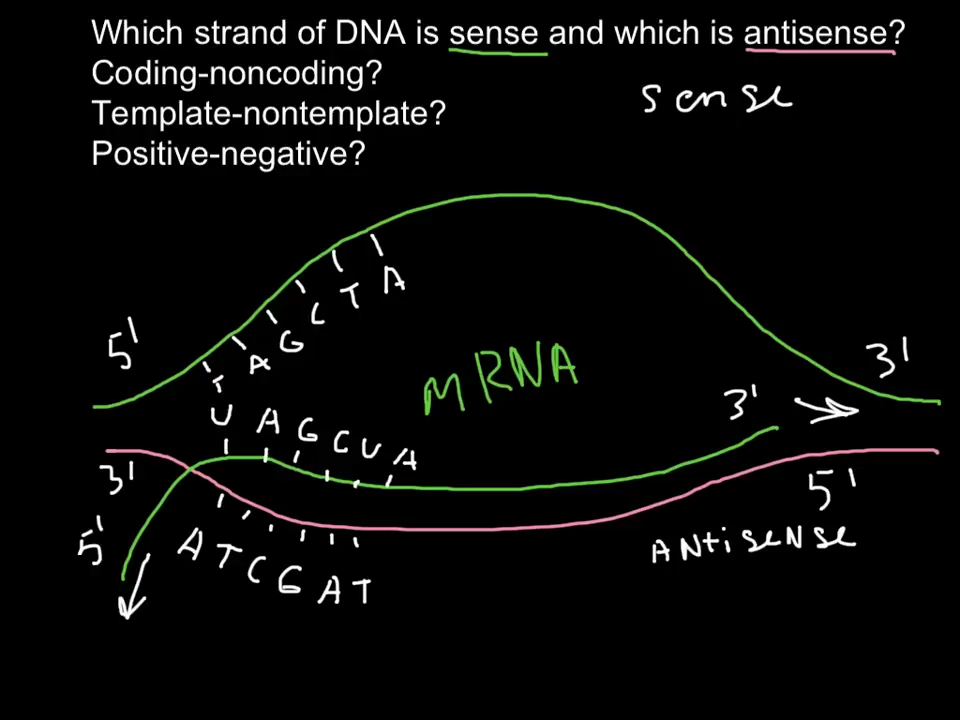 Which strand of DNA is sense and which is antisense?
Coding-noncoding?
Template-nontemplate?
Positive-negative?
sense
5'
T A G C T A
3'
mRNA
U A G C U A
3'
3'
5'
5'
A T C G A T
ANtiseNse